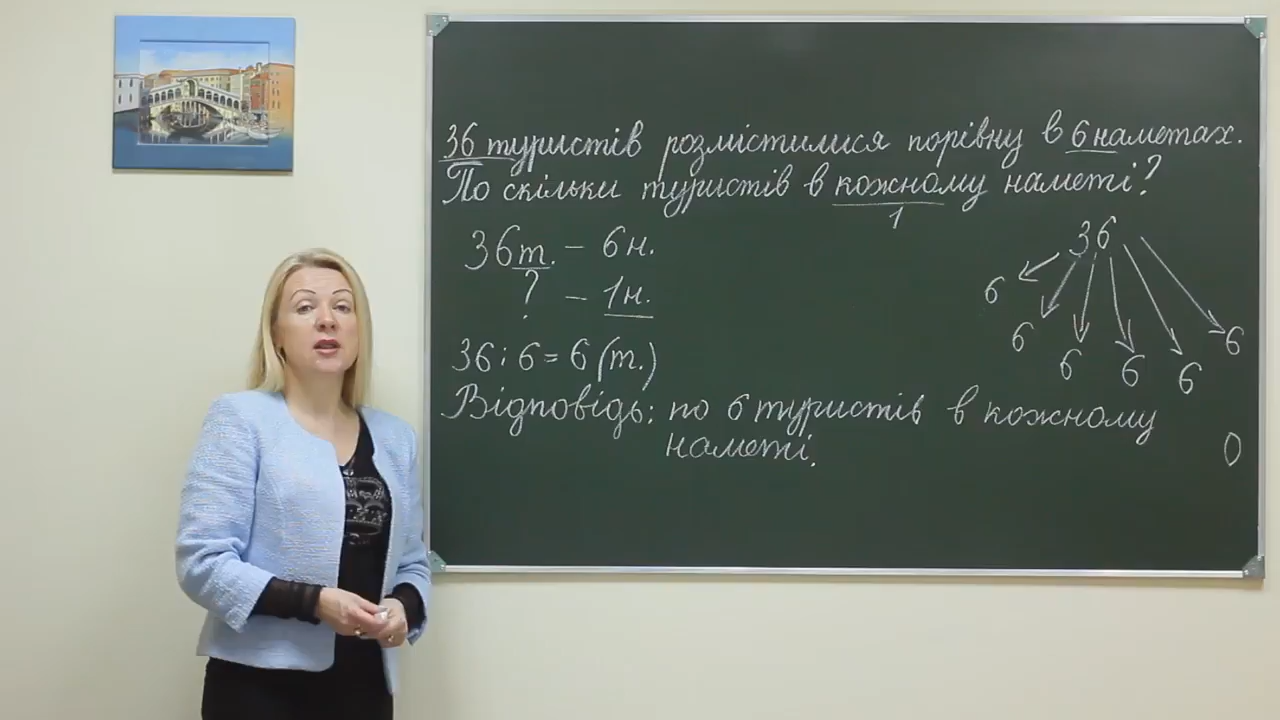 36 туристів розмістилися порівну в 6 наметах.
По скільки туристів в кожному наметі?
1
36т. – 6н.
? – 1н.
36 : 6 = 6 (т.)
Відповідь: по 6 туристів в кожному
наметі.
36
6
6
6
6
6
6
0